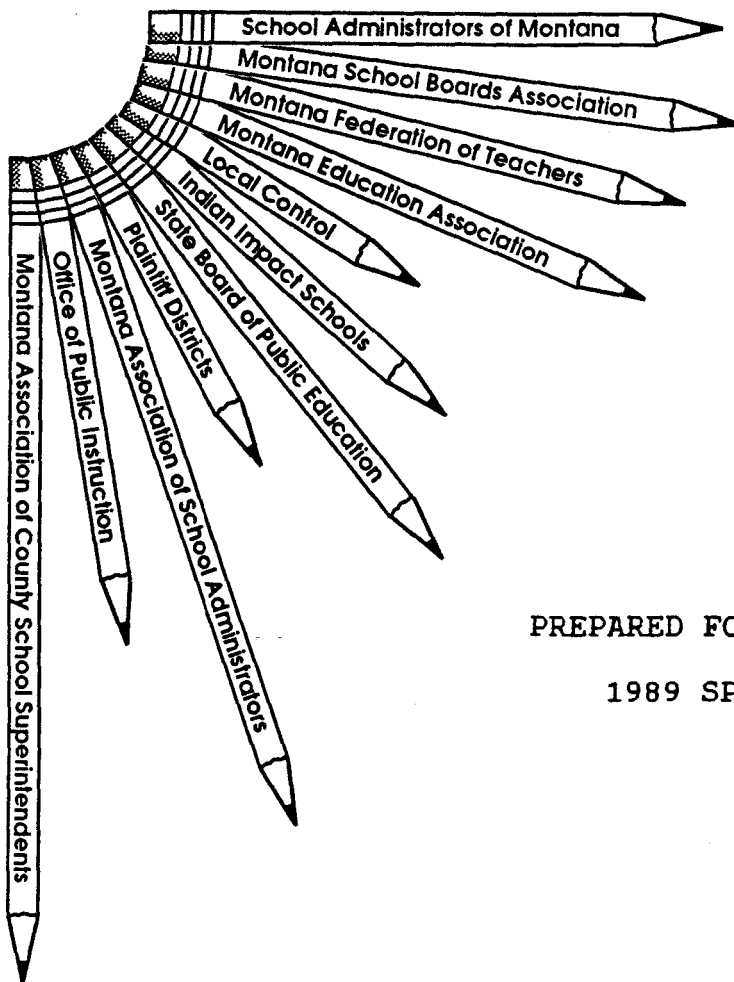 School Administrators of Montana
Montana School Boards Association
Montana Federation of Teachers
Montana Education Association
Local Control
Indian Impact Schools
State Board of Public Education
Plaintiff Districts
Montana Association of School Administrators
Office of Public Instruction
Montana Association of County School Superintendents
PREPARED
1989